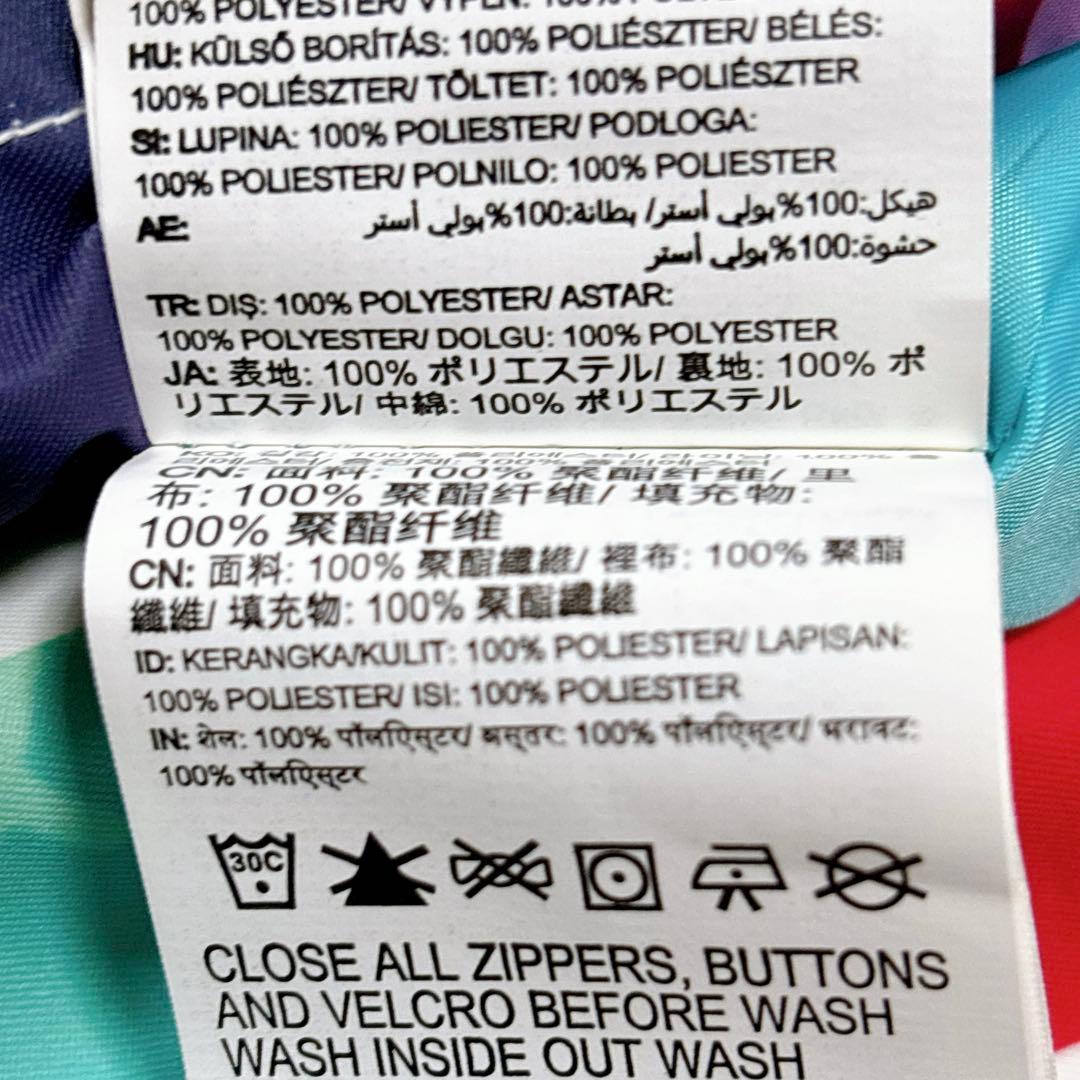 100% POLYESTER/ VÝPLŇ: 100%
HU: KÜLSŐ BORÍTÁS: 100% POLIÉSZTER/ BÉLÉS:
100% POLIÉSZTER/ TÖLTET: 100% POLIÉSZTER
SI: LUPINA: 100% POLIESTER/ PODLOGA:
100% POLIESTER/ POLNILO: 100% POLIESTER
AE: هيكل:100%بولي أستر/ بطانة:100%بولي أستر
حشوة:100%بولي أستر
TR: DIŞ: 100% POLYESTER/ ASTAR:
100% POLYESTER/ DOLGU: 100% POLYESTER
JA: 表地: 100% ポリエステル/ 裏地: 100% ポ
リエステル/ 中綿: 100% ポリエステル
CN: 面料: 100% 聚酯纤维/ 里
布: 100% 聚酯纤维/ 填充物:
100% 聚酯纤维
CN: 面料: 100% 聚酯纖維/ 裡布: 100% 聚酯
纖維/ 填充物: 100% 聚酯纖維
ID: KERANGKA/KULIT: 100% POLIESTER/ LAPISAN:
100% POLIESTER/ ISI: 100% POLIESTER
IN: शेल: 100% पॉलिएस्टर/ अस्तर: 100% पॉलिएस्टर/ भरावट:
100% पॉलिएस्टर
30C
CLOSE ALL ZIPPERS, BUTTONS
AND VELCRO BEFORE WASH
WASH INSIDE OUT WASH